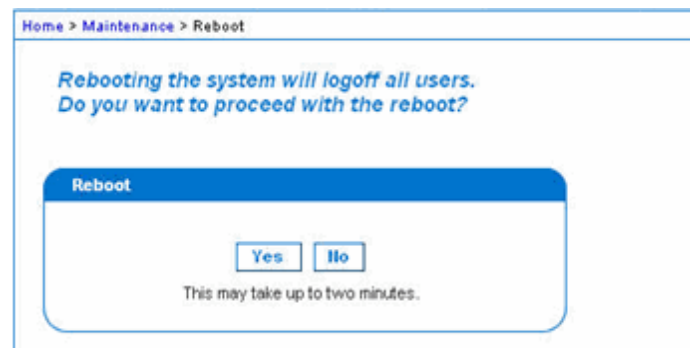 Home > Maintenance > Reboot
Rebooting the system will logoff all users.
Do you want to proceed with the reboot?
Reboot
Yes No
This may take up to two minutes.